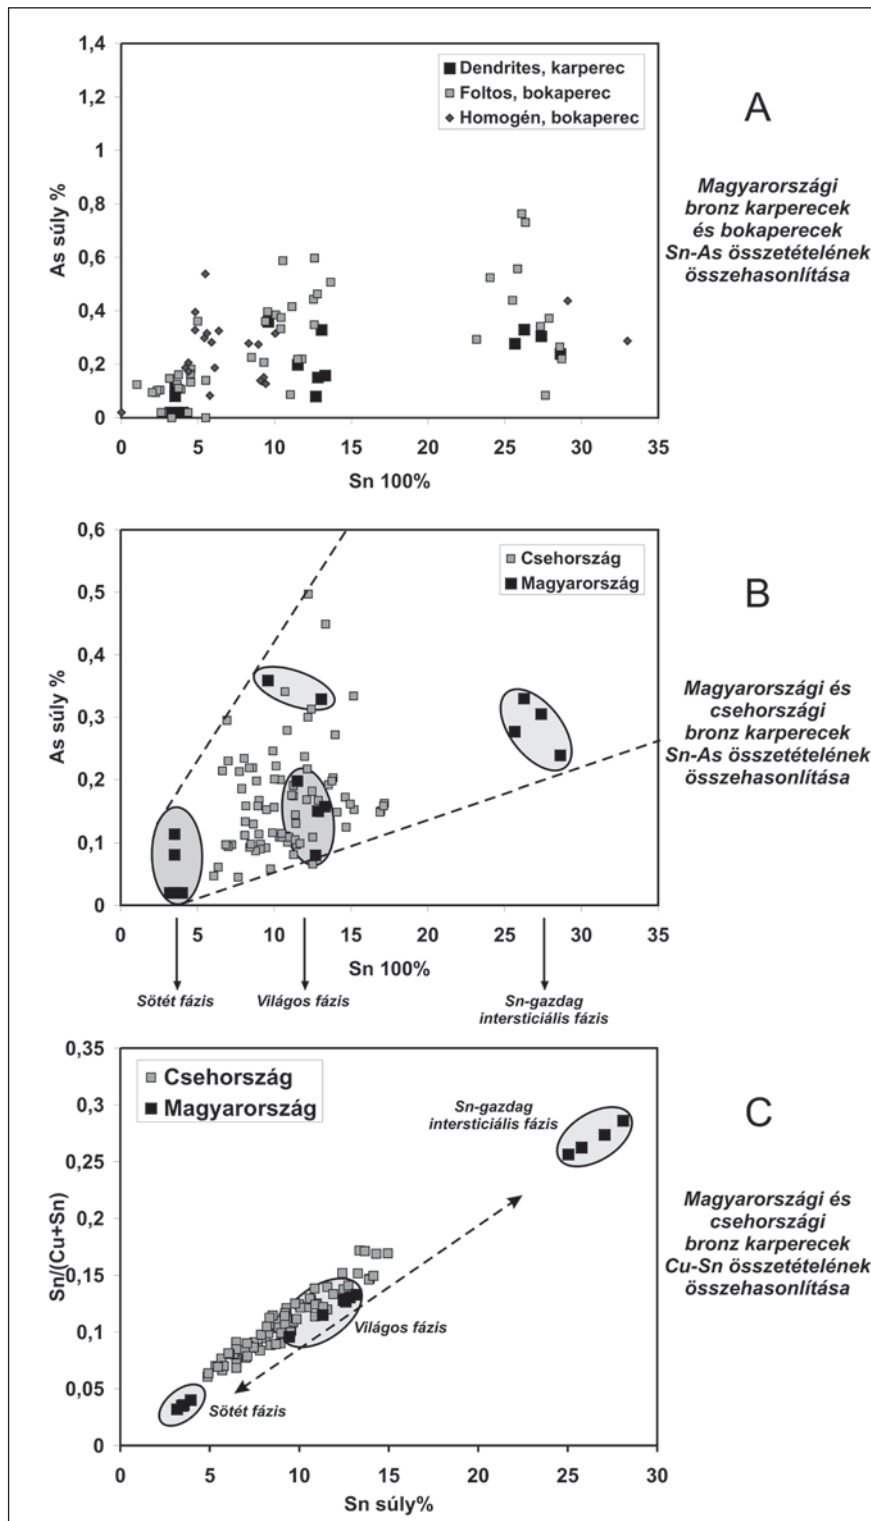 1,4
1,2
1
0,8
0,6
0,4
0,2
0
As súly %
Dendrites, karperec
Foltos, bokaperec
Homogén, bokaperec
0 5 10 15 20 25 30 35
Sn 100%
A
Magyarországi
bronz karperecek
és bokaperecek
Sn-As összetételének
összehasonlítása
0,6
0,5
0,4
0,3
0,2
0,1
0
As súly %
Csehország
Magyarország
0 5 10 15 20 25 30 35
Sn 100%
Sötét fázis
Világos fázis
Sn-gazdag
intersticiális fázis
B
Magyarországi és
csehországi
bronz karperecek
Sn-As összetételének
összehasonlítása
0,35
0,3
0,25
0,2
0,15
0,1
0,05
0
Sn/(Cu+Sn)
Csehország
Magyarország
Sn-gazdag
intersticiális fázis
Világos fázis
Sötét fázis
0 5 10 15 20 25 30
Sn súly%
C
Magyarországi és
csehországi
bronz karperecek
Cu-Sn összetételének
összehasonlítása